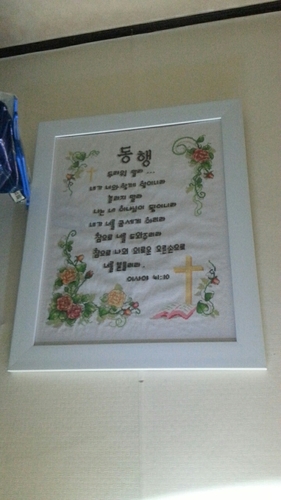 동행
두려워 말라 ...
내가 너와 함께 함이니라
놀라지 말라
나는 네 하나님이 됨이니라
내가 너를 굳세게 하리라
참으로 너를 도와주리라
참으로 나의 의로운 오른손으로
너를 붙들리라
이사야 41:10